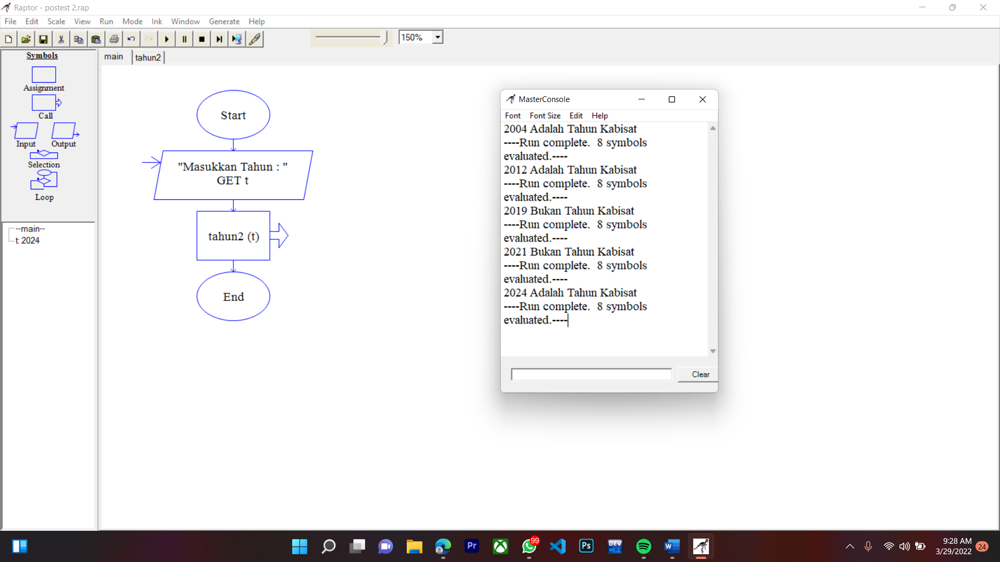 Raptor - postest 2.rap
File Edit Scale View Run Mode Ink Window Generate Help
150%
Symbols
Assignment
Call
Input Output
Selection
Loop
--main--
t: 2024
main tahun2
Start
"Masukkan Tahun : "
GET t
tahun2 (t)
End
MasterConsole
Font Font Size Edit Help
2004 Adalah Tahun Kabisat
----Run complete.  8 symbols
evaluated.----
2012 Adalah Tahun Kabisat
----Run complete.  8 symbols
evaluated.----
2019 Bukan Tahun Kabisat
----Run complete.  8 symbols
evaluated.----
2021 Bukan Tahun Kabisat
----Run complete.  8 symbols
evaluated.----
2024 Adalah Tahun Kabisat
----Run complete.  8 symbols
evaluated.----
Clear
Pr
99
Ps
DEV
C++
W
9:28 AM
3/29/2022
24